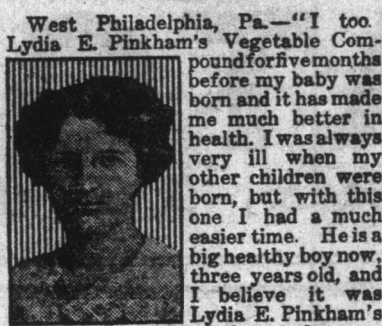 West Philadelphia, Pa.—"I too.
Lydia E. Pinkham's Vegetable Com-
poundforfivemonths
before my baby was
born and it has made
me much better in
health. I was always
very ill when my
other children were
born, but with this
one I had a much
easier time. He is a
big healthy boy now,
three years old, and
I believe it was
Lydia E. Pinkham's